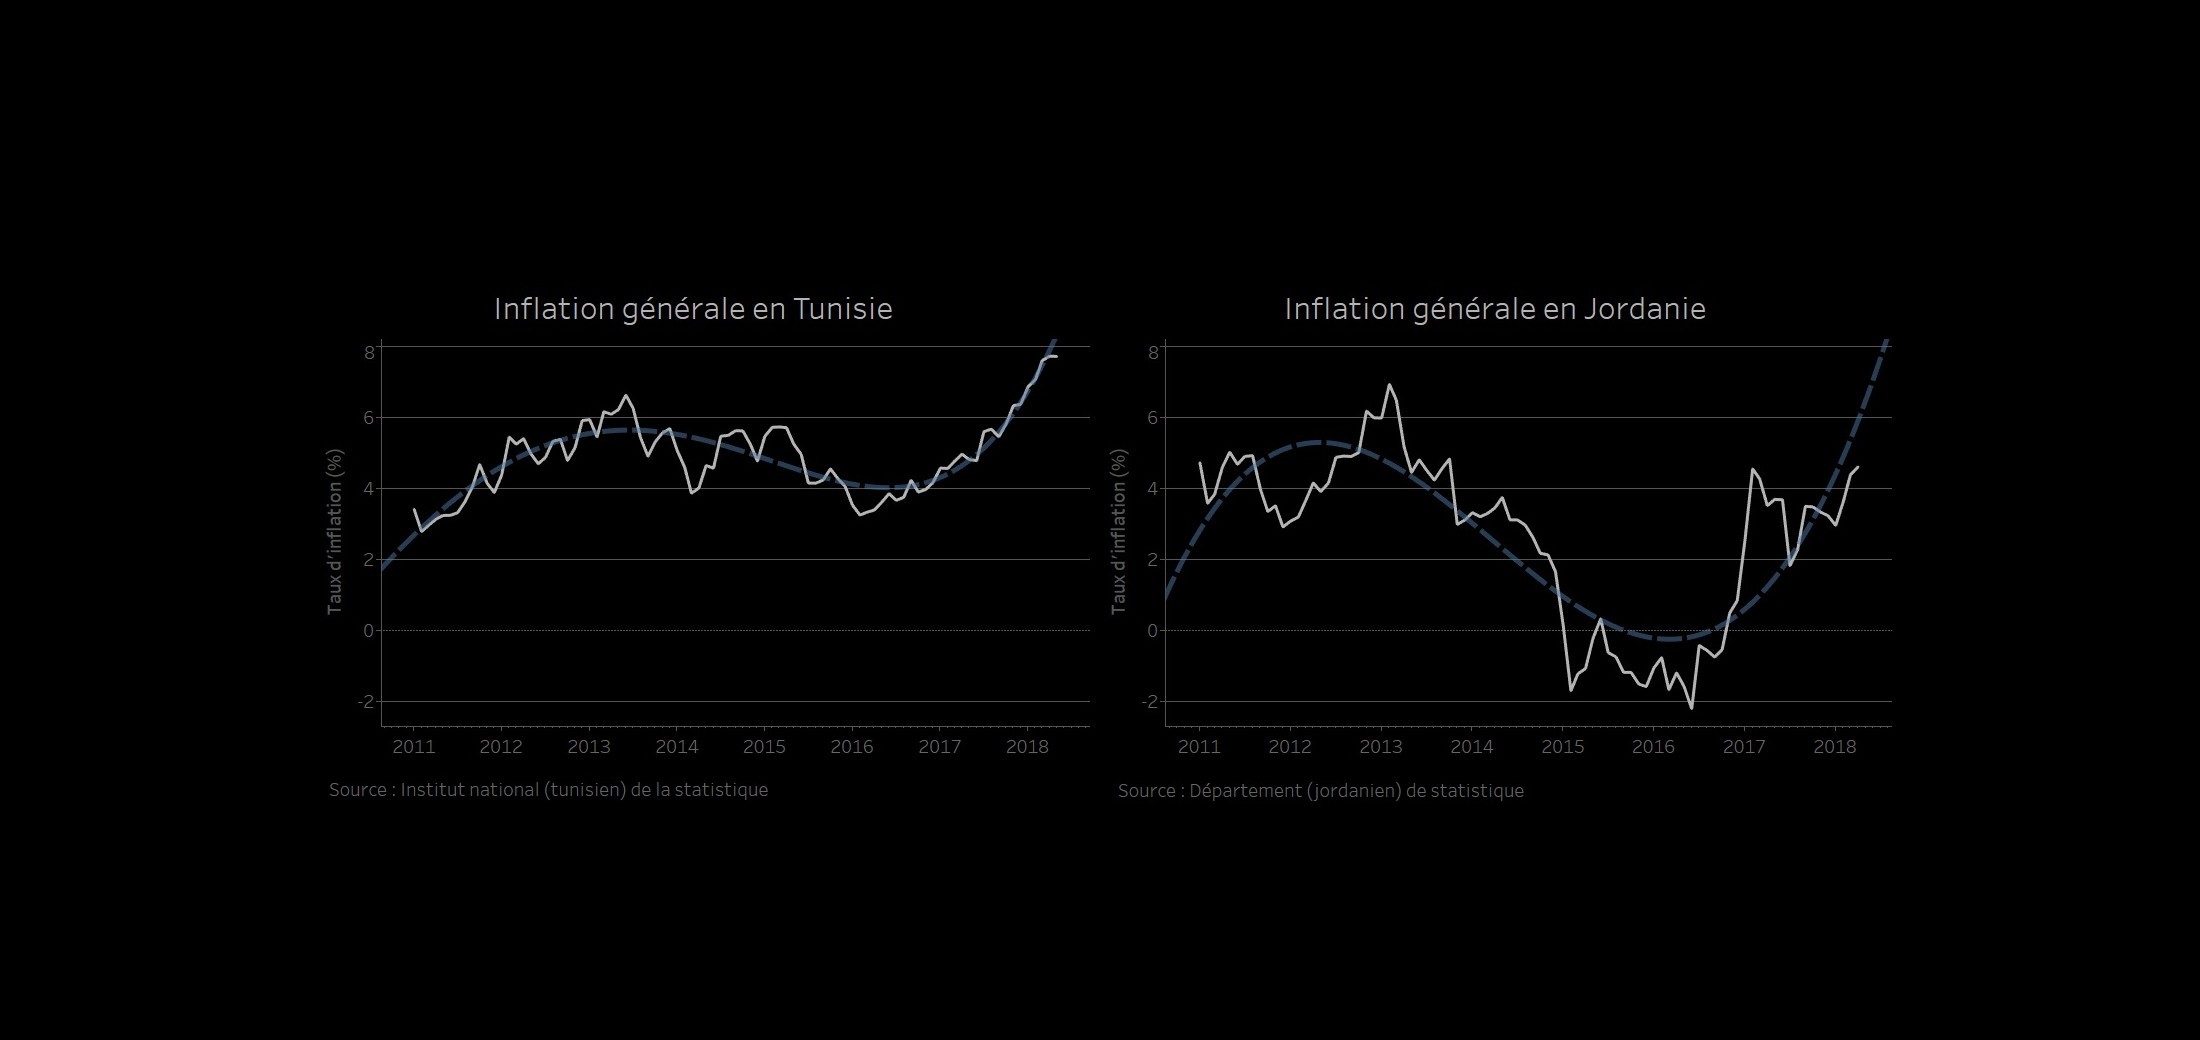 Inflation générale en Tunisie
Taux d’inflation (%)
8
6
4
2
0
-2
2011 2012 2013 2014 2015 2016 2017 2018
Source : Institut national (tunisien) de la statistique
Inflation générale en Jordanie
Taux d’inflation (%)
8
6
4
2
0
-2
2011 2012 2013 2014 2015 2016 2017 2018
Source : Département (jordanien) de statistique